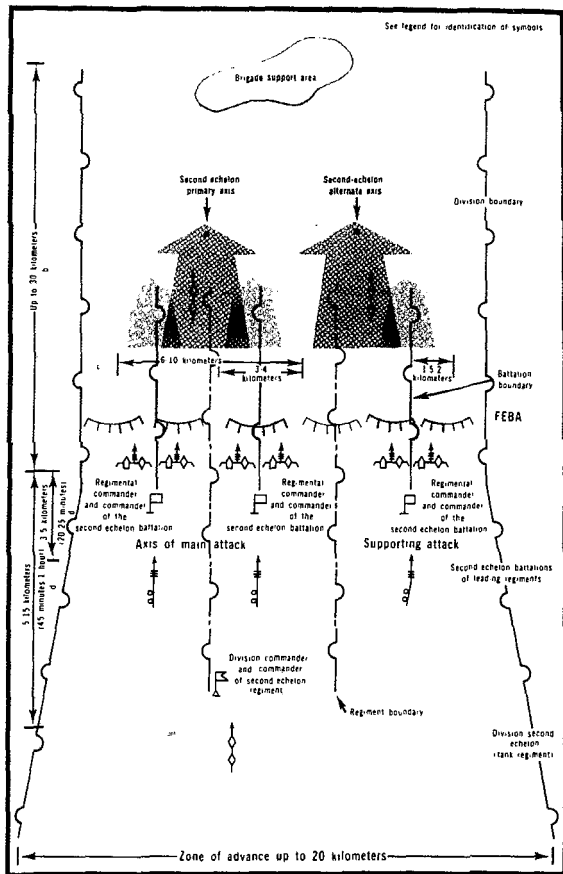 See legend for identification of symbols
Brigade support area
Second echelon
primary axis
Second-echelon
alternate axis
Division boundary
Up to 30 kilometers
b
c
6·10 kilometers
3·4
kilometers
1·5·2
kilometers
Battalion
boundary
FEBA
Regimental
commander
and commander
of the
second echelon battalion
Regimental
commander
and commander
of the
second echelon battalion
Regimental
commander
and commander
of the
second echelon battalion
Axis of main attack
Supporting attack
3·5 kilometers
(20·25 minutes)
d
5·15 kilometers
(45 minutes 1 hour)
d
Second echelon battalions
of leading regiments
Division commander
and commander
of second echelon
regiment
Regiment boundary
Division second
echelon
(tank regiment)
Zone of advance up to 20 kilometers